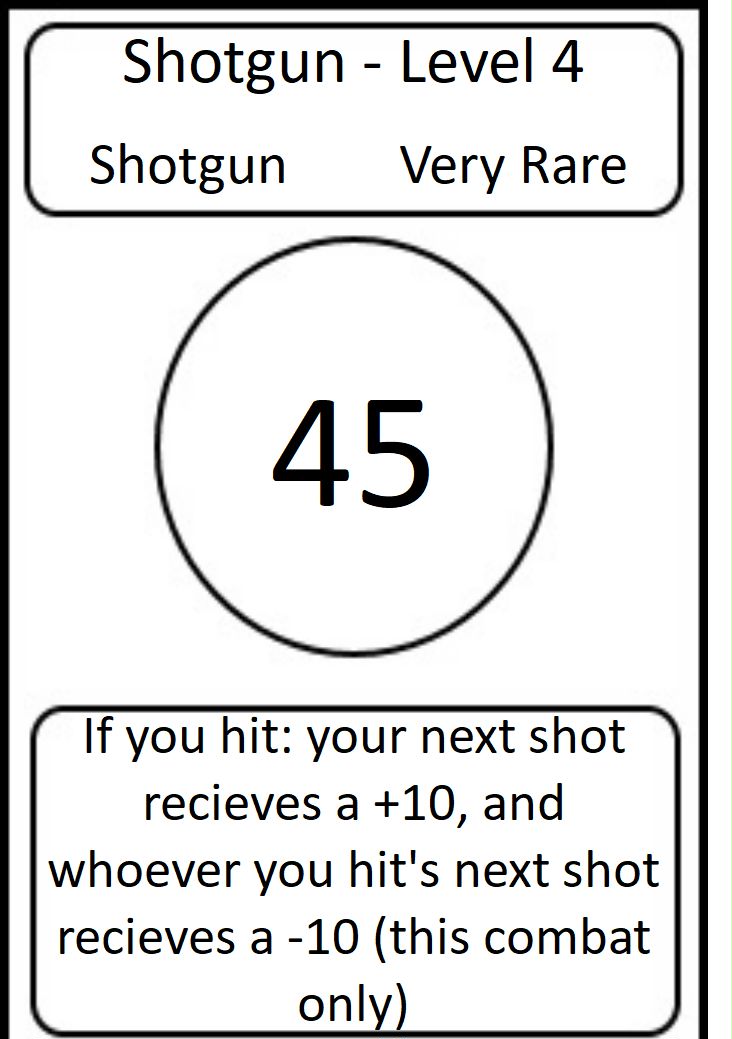 Shotgun - Level 4
Shotgun Very Rare
45
If you hit: your next shot
recieves a +10, and
whoever you hit's next shot
recieves a -10 (this combat
only)